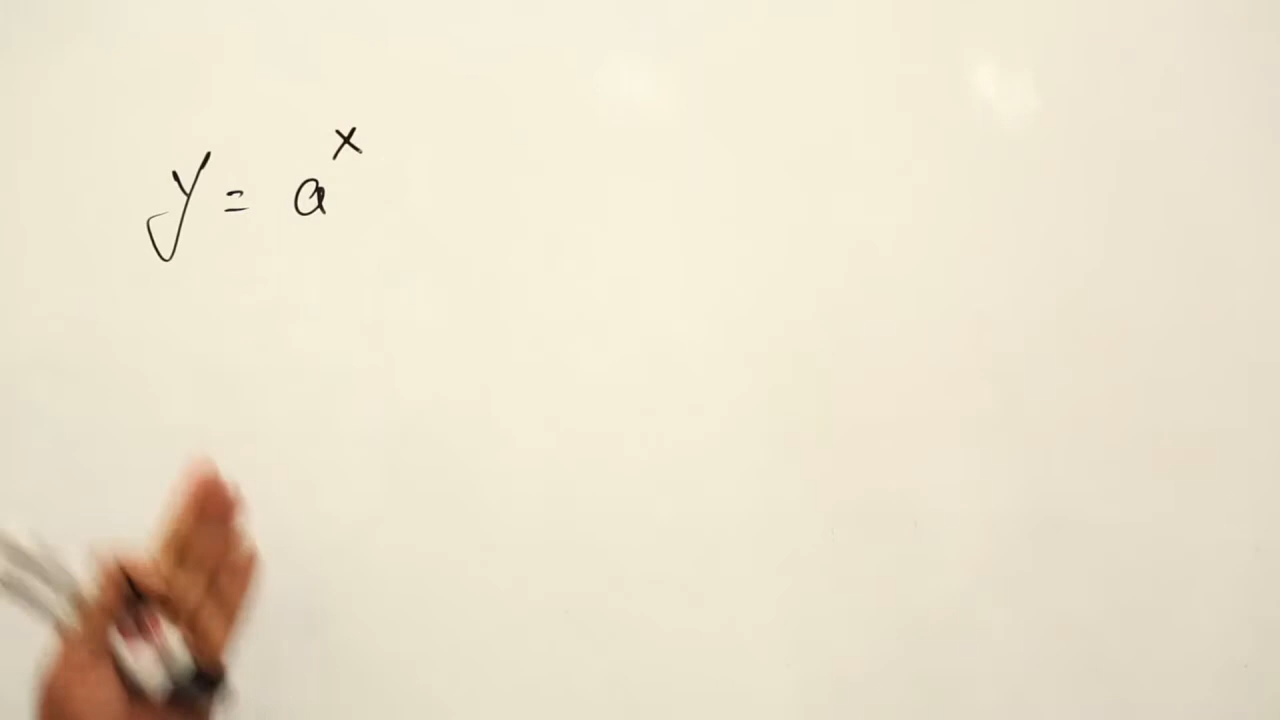 y = a^x